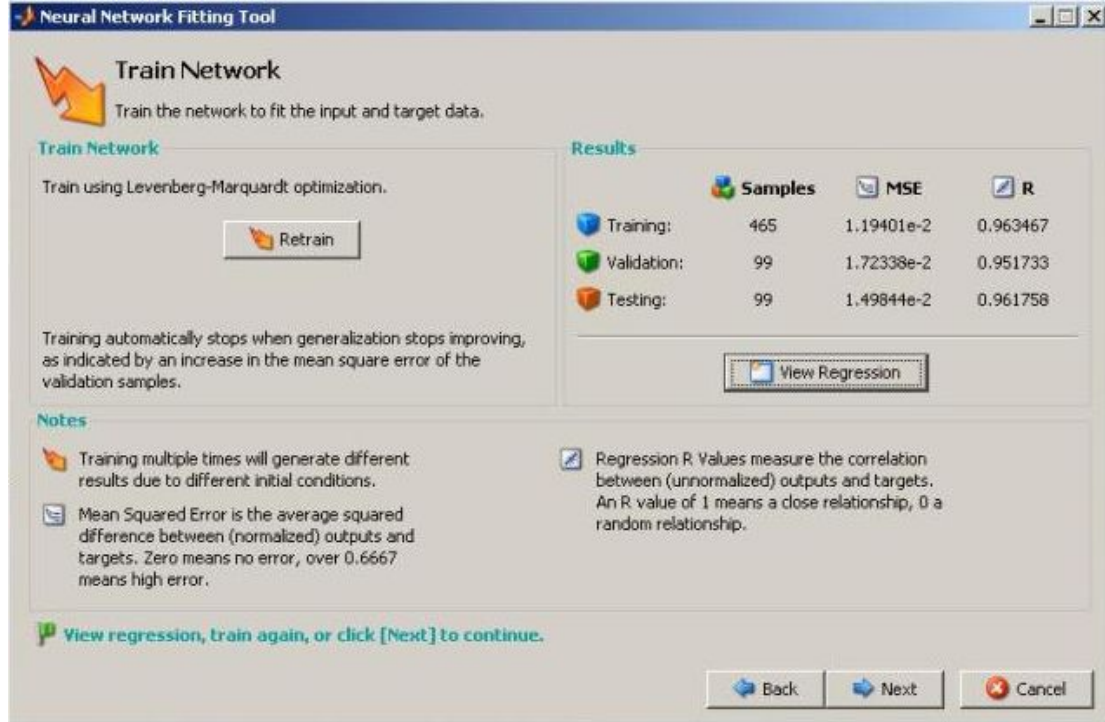 Neural Network Fitting Tool
Train Network
Train the network to fit the input and target data.
Train Network
Train using Levenberg-Marquardt optimization.
Retrain
Training automatically stops when generalization stops improving,
as indicated by an increase in the mean square error of the
validation samples.
Results
Samples MSE R
Training: 465 1.19401e-2 0.963467
Validation: 99 1.72338e-2 0.951733
Testing: 99 1.49844e-2 0.961758
View Regression
Notes
Training multiple times will generate different
results due to different initial conditions.
Mean Squared Error is the average squared
difference between (normalized) outputs and
targets. Zero means no error, over 0.6667
means high error.
Regression R Values measure the correlation
between (unnormalized) outputs and targets.
An R value of 1 means a close relationship, 0 a
random relationship.
View regression, train again, or click [Next] to continue.
Back Next Cancel